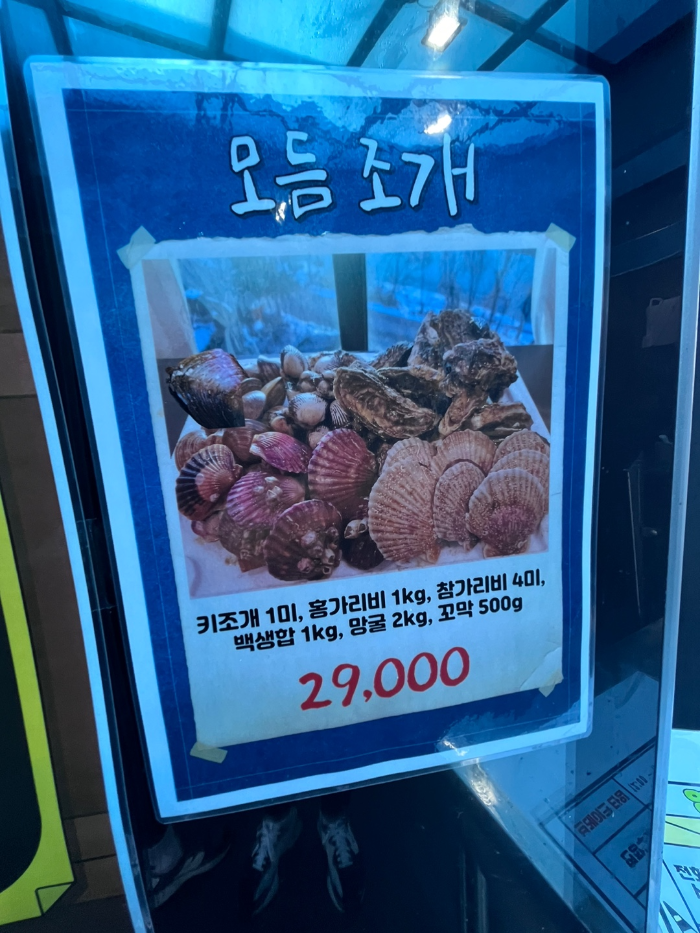 모듬 조개
키조개 1미, 홍가리비 1kg, 참가리비 4미,
백생합 1kg, 망굴 2kg, 꼬막 500g
29,000